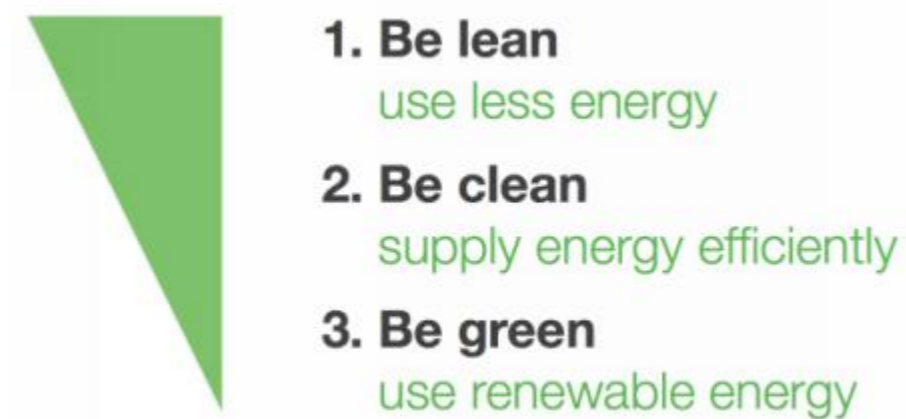 1. Be lean
use less energy
2. Be clean
supply energy efficiently
3. Be green
use renewable energy